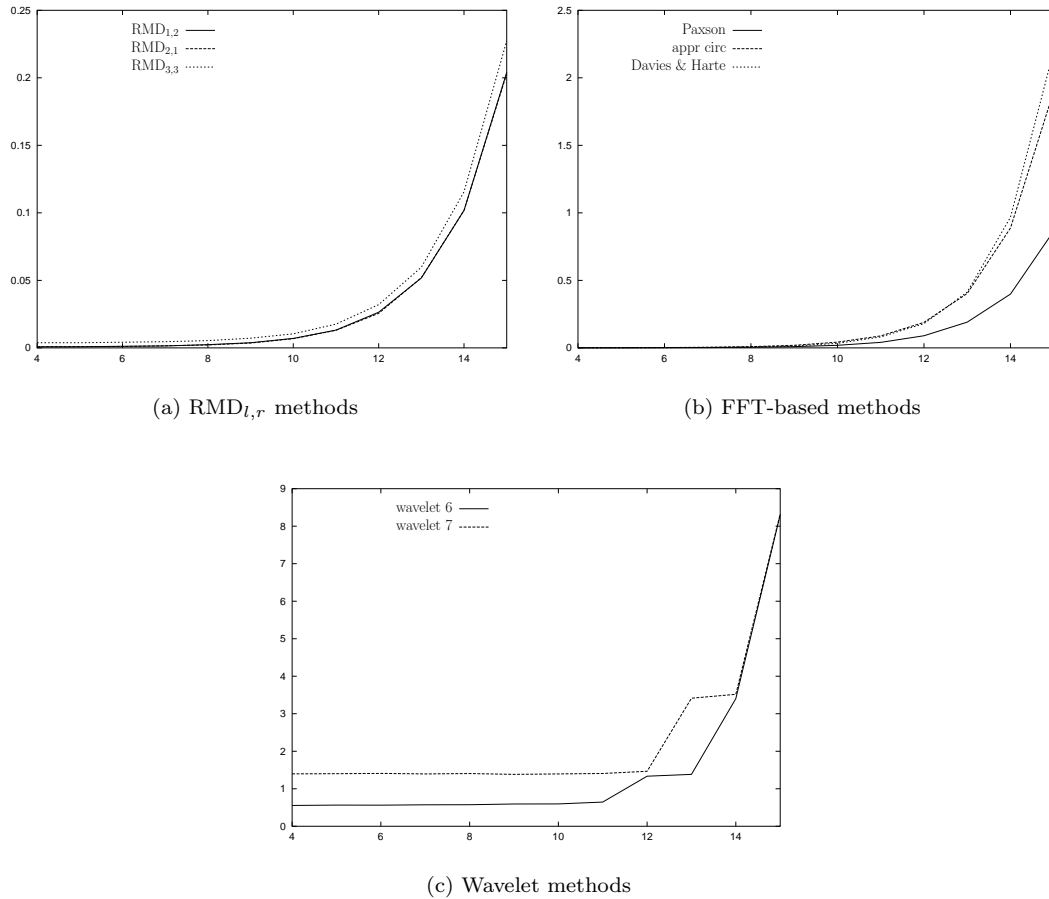 0.25
0.2
0.15
0.1
0.05
0
4 6 8 10 12 14
RMD1,2
RMD2,1
RMD3,3
(a) RMDl,r methods
2.5
2
1.5
1
0.5
0
4 6 8 10 12 14
Paxson
appr circ
Davies & Harte
(b) FFT-based methods
9
8
7
6
5
4
3
2
1
0
4 6 8 10 12 14
wavelet 6
wavelet 7
(c) Wavelet methods